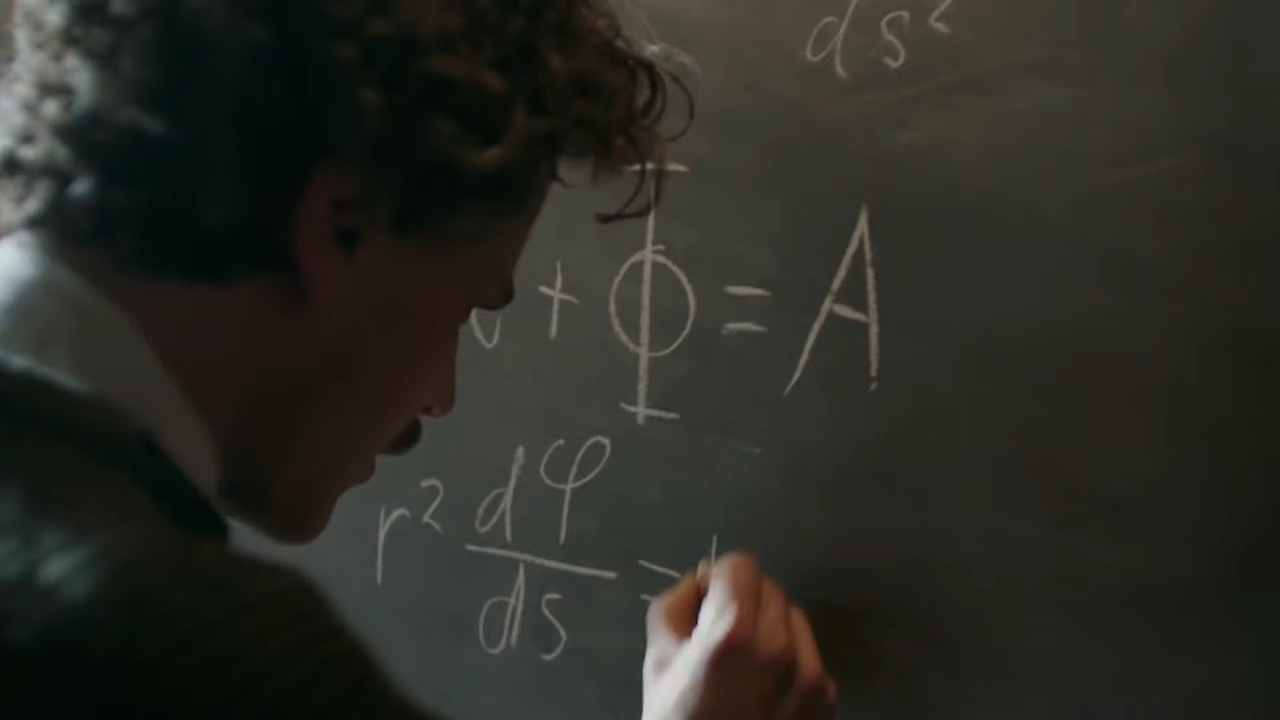 ds²
+ Φ = A
r² dφ/ds =